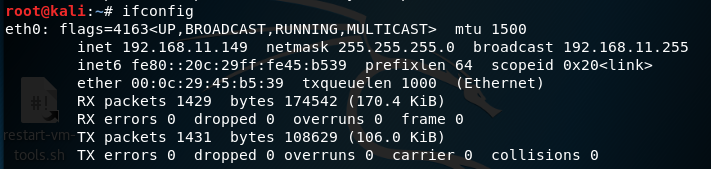 root@kali:~# ifconfig
eth0: flags=4163<UP,BROADCAST,RUNNING,MULTICAST>  mtu 1500
        inet 192.168.11.149  netmask 255.255.255.0  broadcast 192.168.11.255
        inet6 fe80::20c:29ff:fe45:b539  prefixlen 64  scopeid 0x20<link>
        ether 00:0c:29:45:b5:39  txqueuelen 1000  (Ethernet)
        RX packets 1429  bytes 174542 (170.4 KiB)
        RX errors 0  dropped 0  overruns 0  frame 0
        TX packets 1431  bytes 108629 (106.0 KiB)
        TX errors 0  dropped 0 overruns 0  carrier 0  collisions 0
#!
restart-vm-
tools.sh